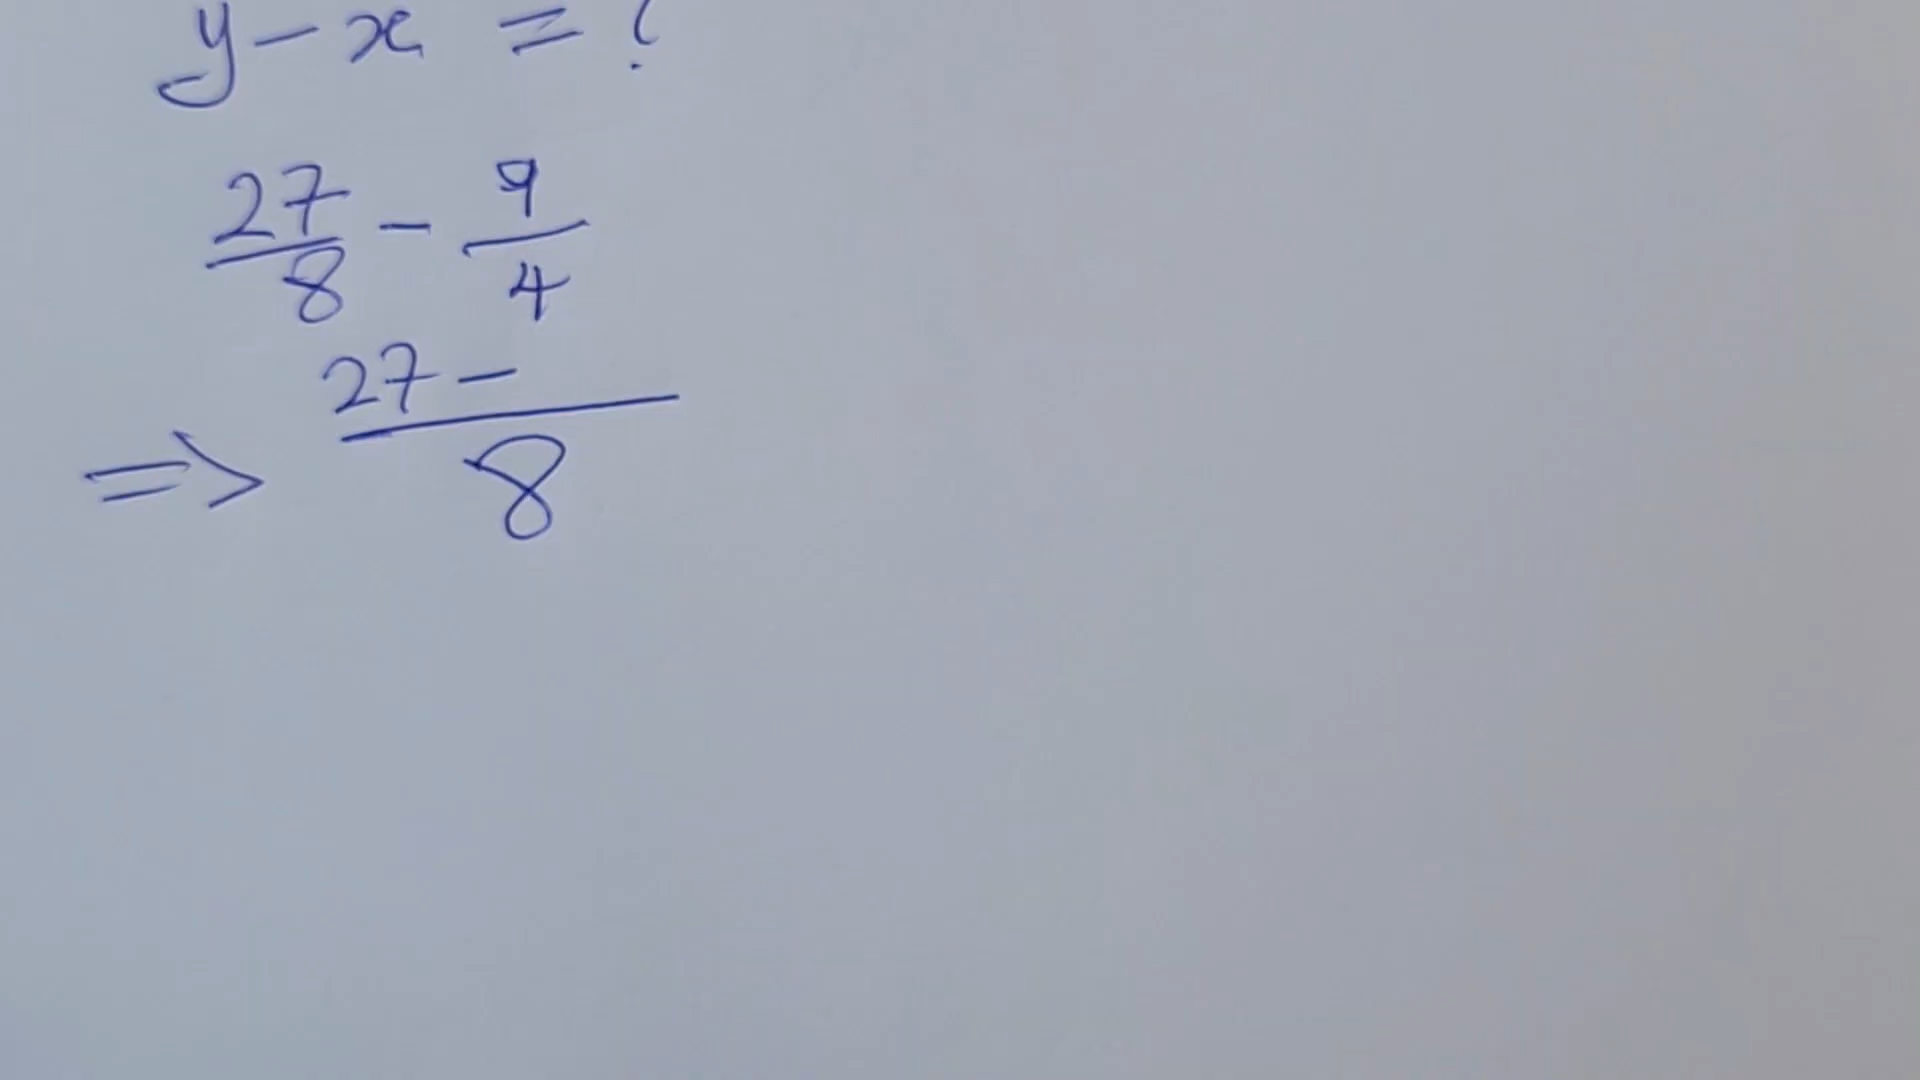 y - x = ?
27/8 - 9/4
⇒ 27 - /8